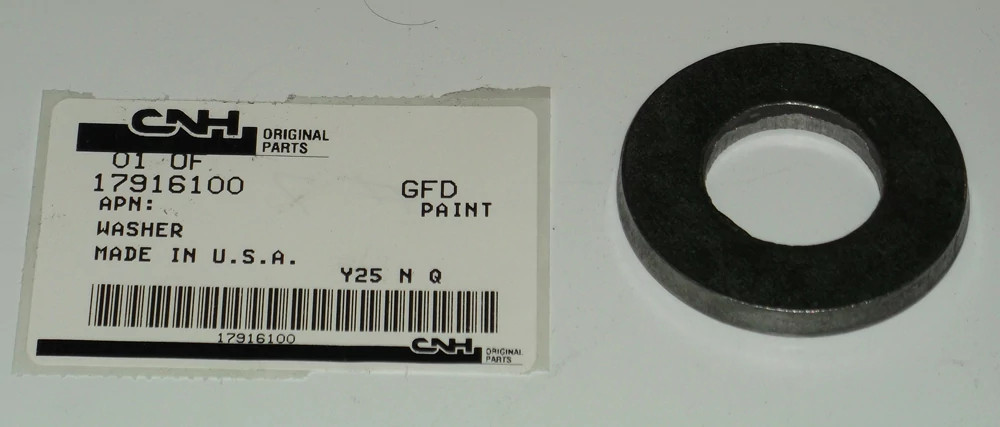 CNH ORIGINAL
PARTS
01 OF
17916100
GFD
APN:
PAINT
WASHER
MADE IN U.S.A.
Y25 N Q
17916100
CNH ORIGINAL
PARTS